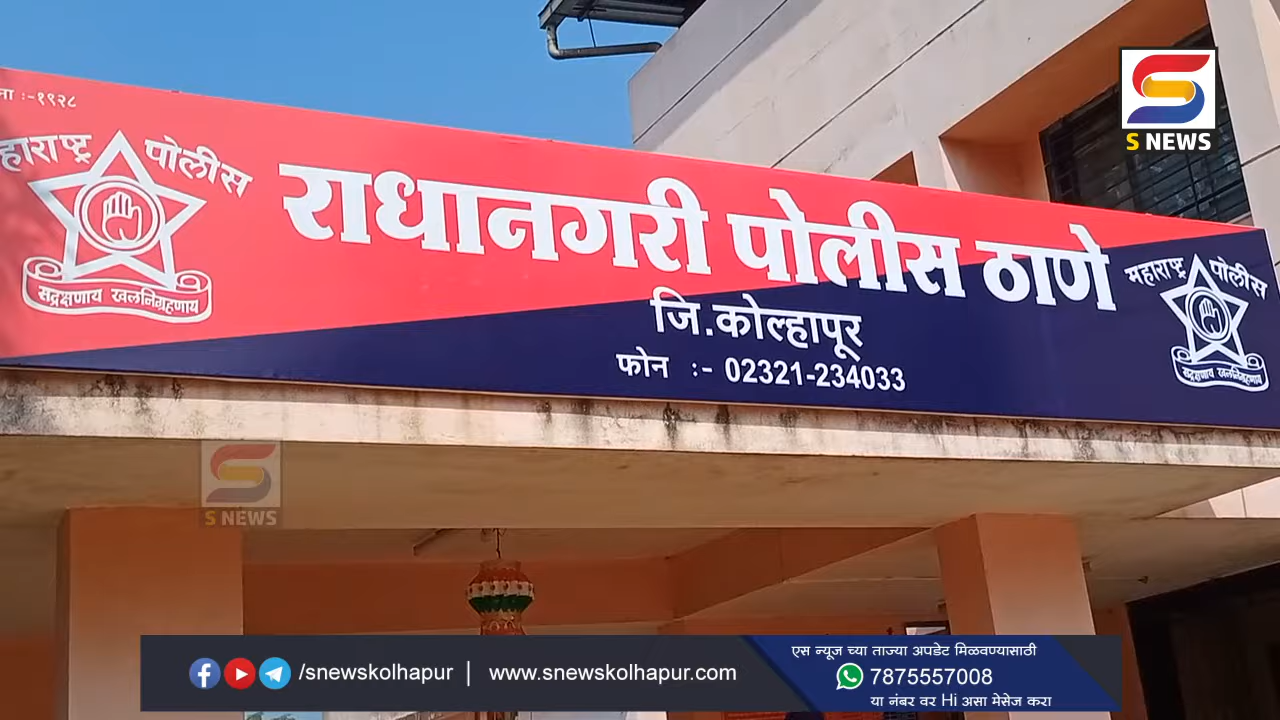 ना :-१९२८
महाराष्ट्र पोलीस
सद्रक्षणाय खलनिग्रहणाय
राधानगरी पोलीस ठाणे
जि.कोल्हापूर
फोन :- 02321-234033
महाराष्ट्र पोलीस
सद्रक्षणाय खलनिग्रहणाय
S NEWS
S NEWS
/snewskolhapur | www.snewskolhapur.com
एस न्यूज च्या ताज्या अपडेट मिळवण्यासाठी
7875557008
या नंबर वर Hi असा मेसेज करा